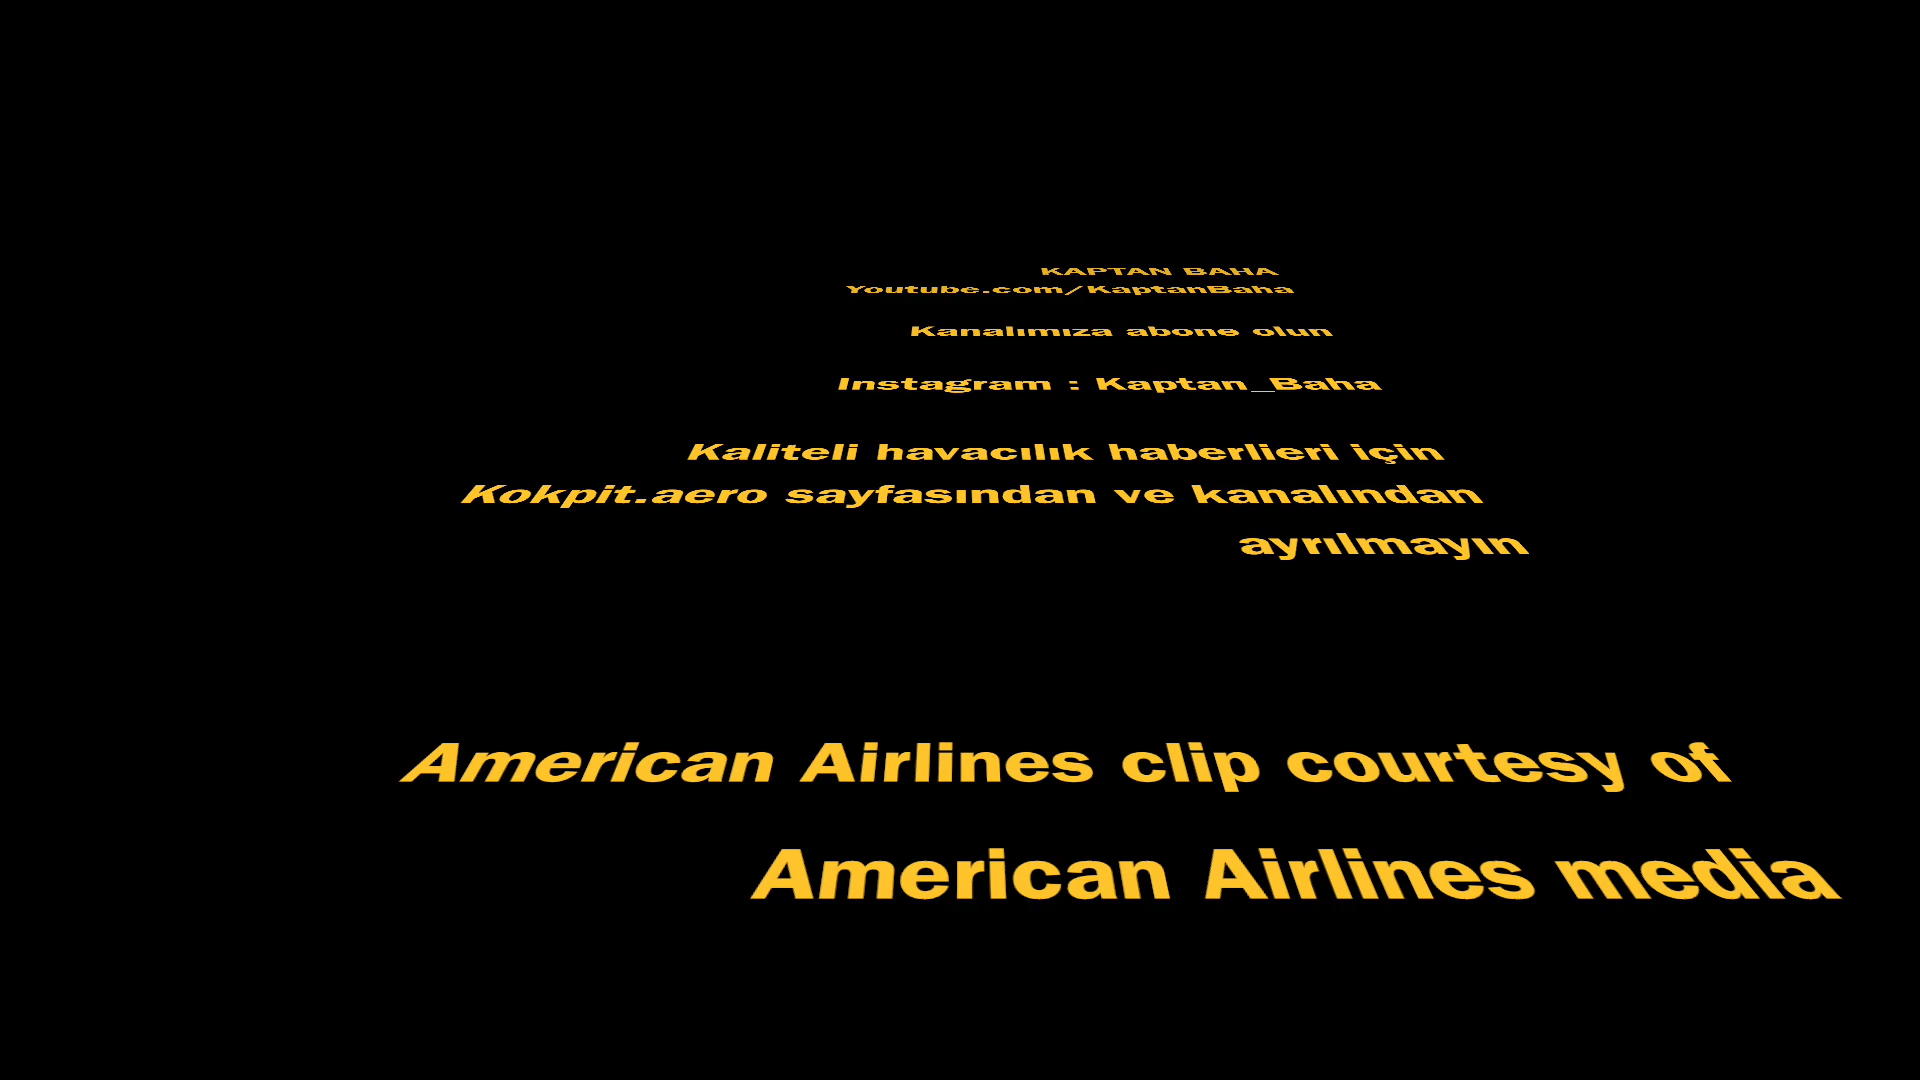 KAPTAN BAHA
Youtube.com/KaptanBaha
Kanalımıza abone olun
Instagram : Kaptan_Baha
Kaliteli havacılık haberlieri için
Kokpit.aero sayfasından ve kanalından
ayrılmayın
American Airlines clip courtesy of
American Airlines media